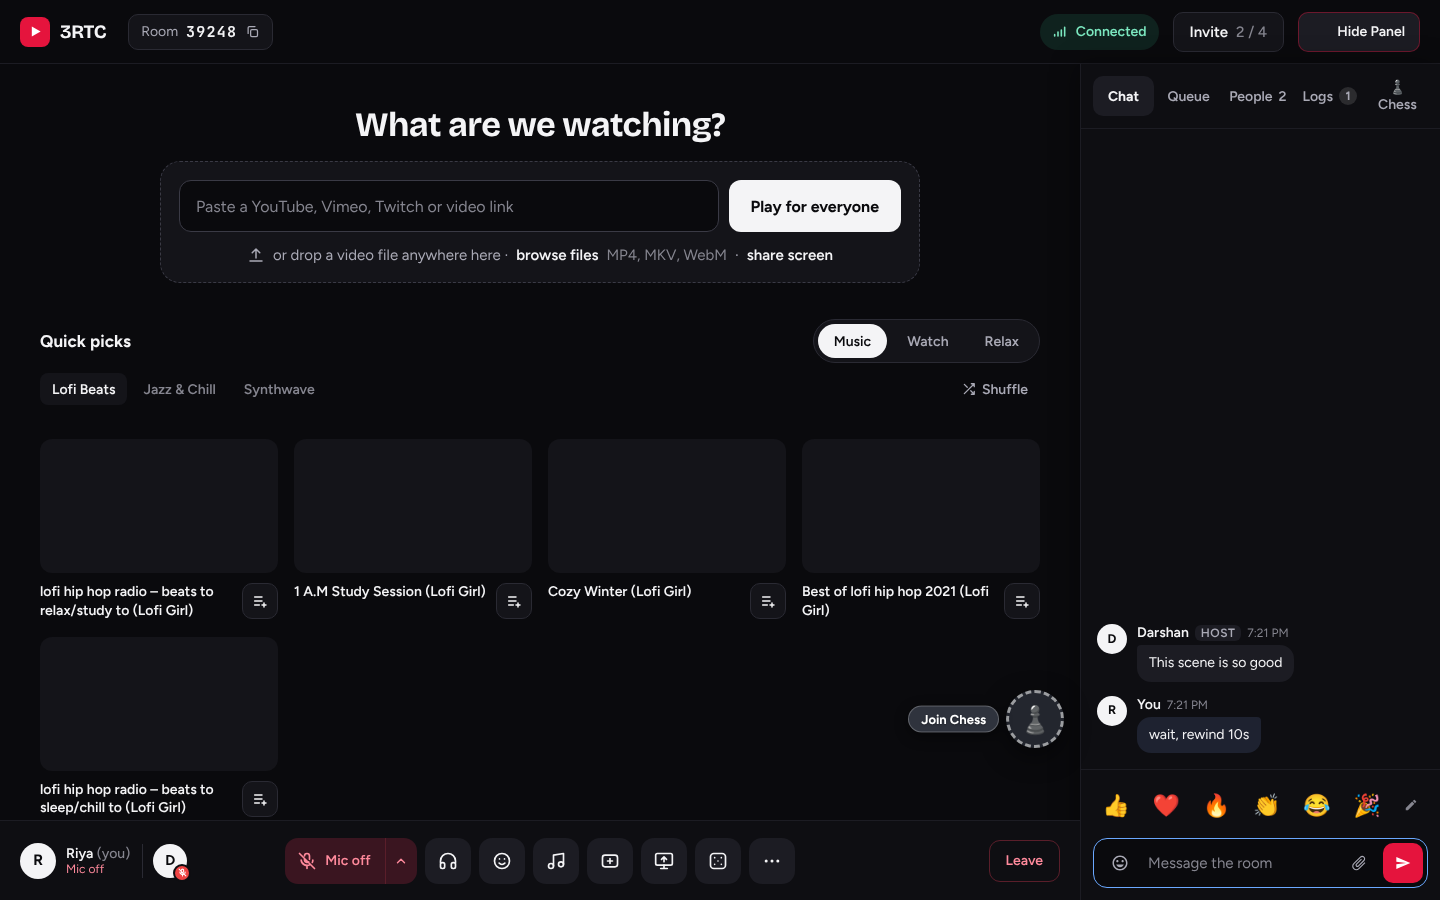 3RTC
Room 39248
Connected
Invite 2 / 4
Hide Panel
What are we watching?
Paste a YouTube, Vimeo, Twitch or video link
Play for everyone
or drop a video file anywhere here · browse files MP4, MKV, WebM · share screen
Quick picks
Music
Watch
Relax
Lofi Beats
Jazz & Chill
Synthwave
Shuffle
lofi hip hop radio – beats to
relax/study to (Lofi Girl)
1 A.M Study Session (Lofi Girl)
Cozy Winter (Lofi Girl)
Best of lofi hip hop 2021 (Lofi
Girl)
lofi hip hop radio – beats to
sleep/chill to (Lofi Girl)
Join Chess
Chat
Queue
People 2
Logs 1
Chess
D
Darshan HOST 7:21 PM
This scene is so good
R
You 7:21 PM
wait, rewind 10s
Message the room
R
Riya (you)
Mic off
D
Mic off
Leave